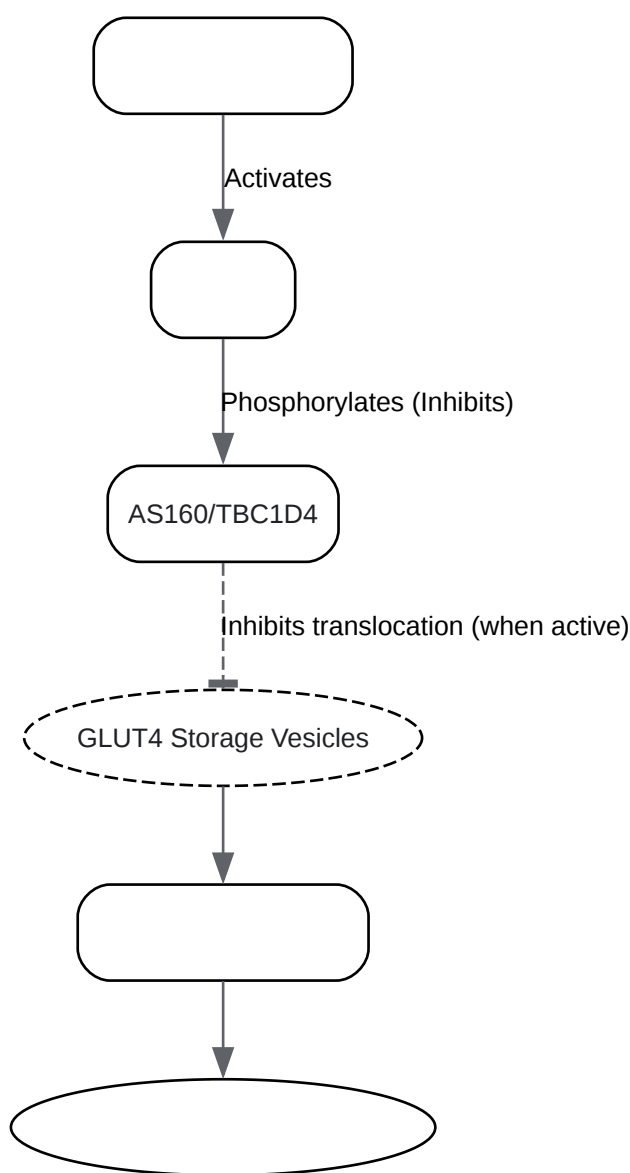 Activates
Phosphorylates (Inhibits)
AS160/TBC1D4
Inhibits translocation (when active)
GLUT4 Storage Vesicles